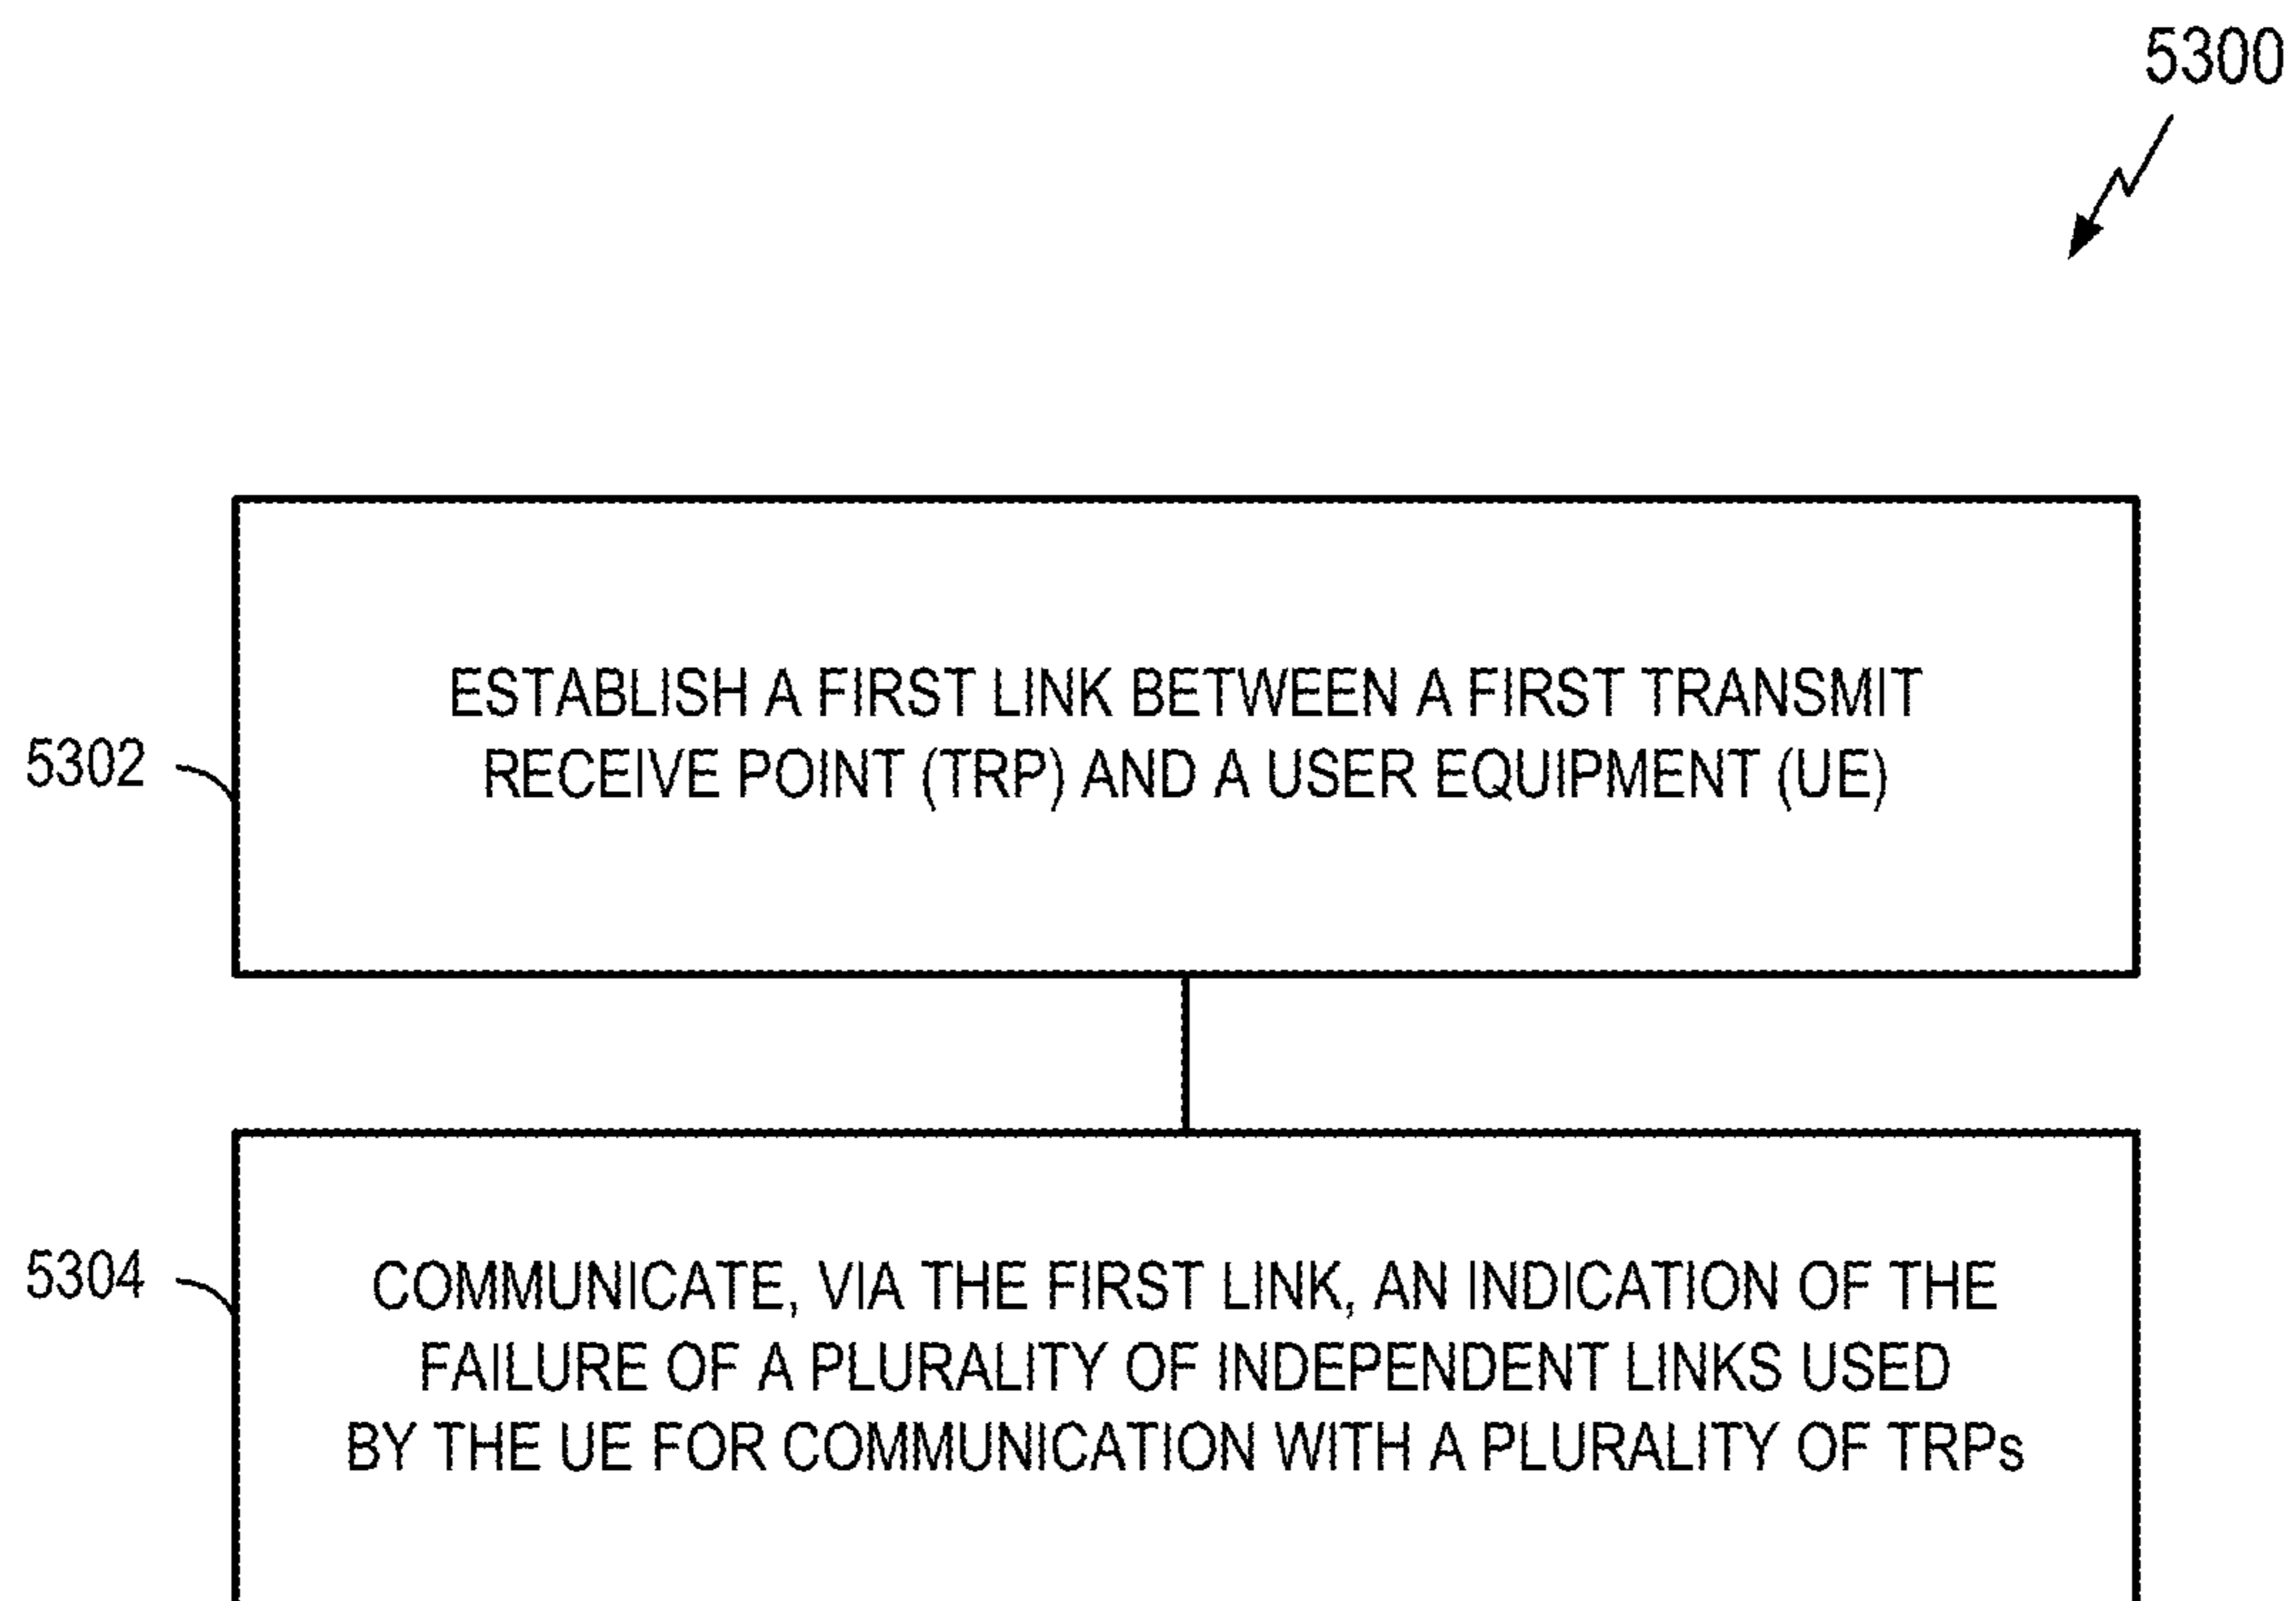 5300
ESTABLISH A FIRST LINK BETWEEN A FIRST TRANSMIT
RECEIVE POINT (TRP) AND A USER EQUIPMENT (UE)
5302
5304
COMMUNICATE, VIA THE FIRST LINK, AN INDICATION OF THE
FAILURE OF A PLURALITY OF INDEPENDENT LINKS USED
BY THE UE FOR COMMUNICATION WITH A PLURALITY OF TRPs